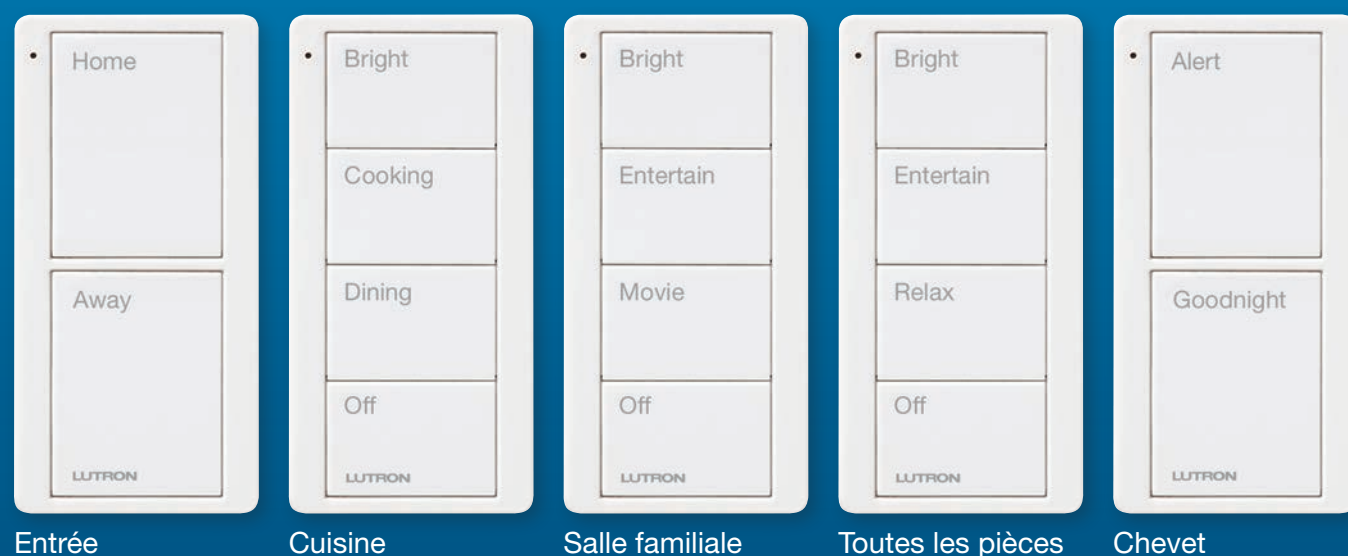 Home
Away
LUTRON
Entrée
Bright
Cooking
Dining
Off
LUTRON
Cuisine
Bright
Entertain
Movie
Off
LUTRON
Salle familiale
Bright
Entertain
Relax
Off
LUTRON
Toutes les pièces
Alert
Goodnight
LUTRON
Chevet